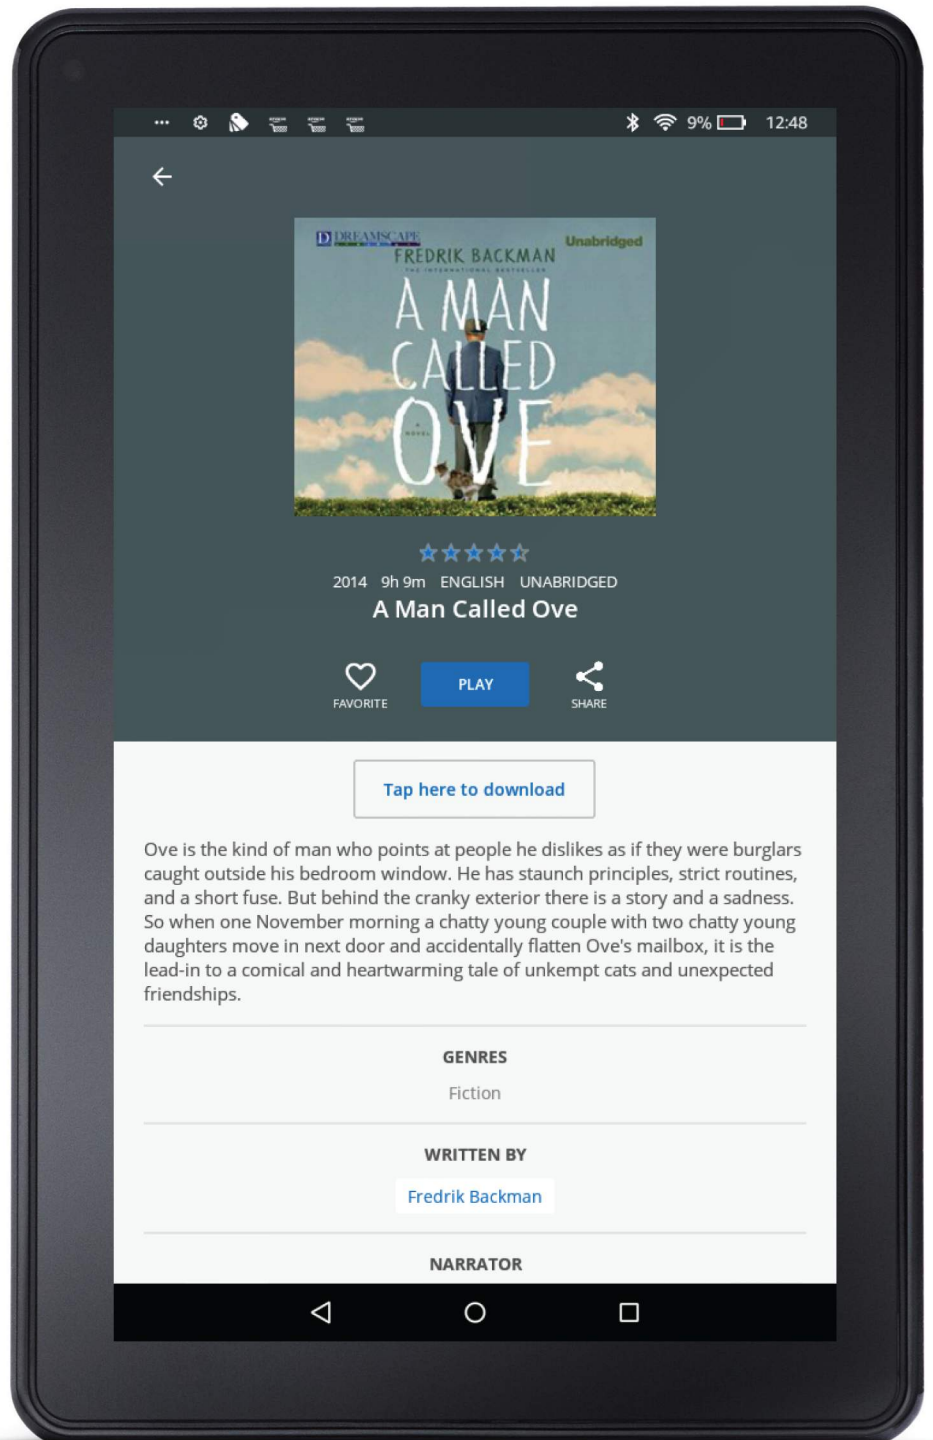 9% 12:48
DREAMSCAPE
Unabridged
FREDRIK BACKMAN
THE INTERNATIONAL BESTSELLER
A MAN
CALLED
A
NOVEL
OVE
2014 9h 9m ENGLISH UNABRIDGED
A Man Called Ove
FAVORITE
PLAY
SHARE
Tap here to download
Ove is the kind of man who points at people he dislikes as if they were burglars
caught outside his bedroom window. He has staunch principles, strict routines,
and a short fuse. But behind the cranky exterior there is a story and a sadness.
So when one November morning a chatty young couple with two chatty young
daughters move in next door and accidentally flatten Ove's mailbox, it is the
lead-in to a comical and heartwarming tale of unkempt cats and unexpected
friendships.
GENRES
Fiction
WRITTEN BY
Fredrik Backman
NARRATOR